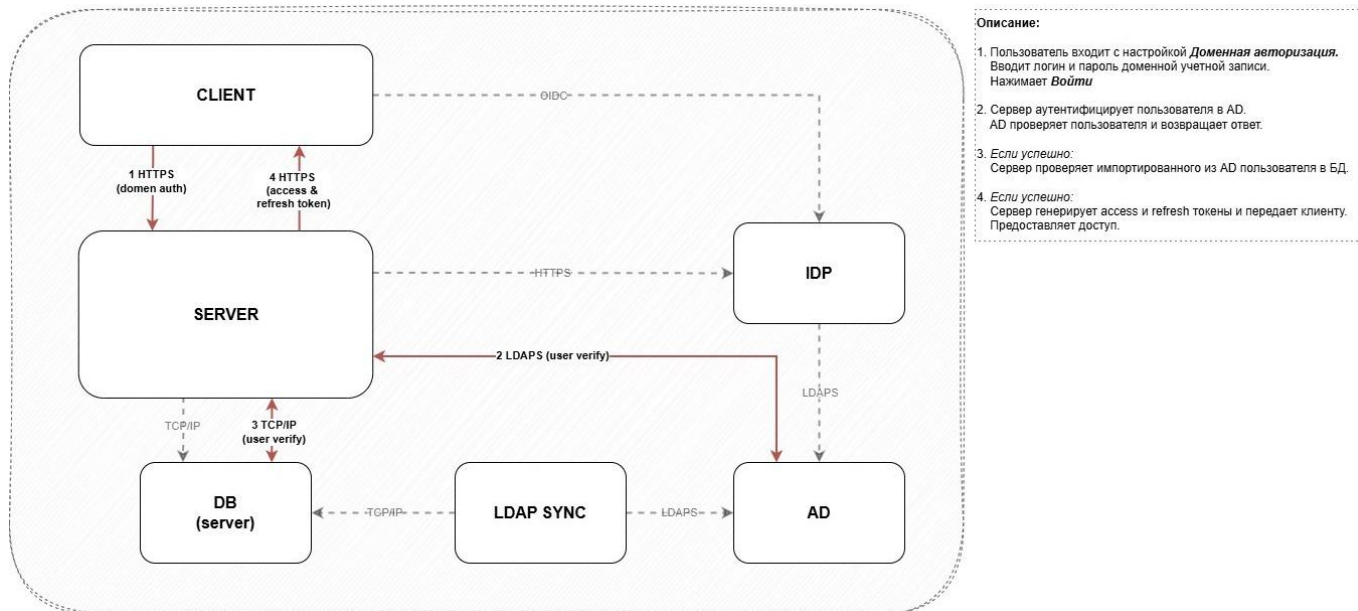 CLIENT
OIDC
1 HTTPS
(domen auth)
4 HTTPS
(access &
refresh token)
SERVER
HTTPS
IDP
2 LDAPS (user verify)
LDAPS
TCP/IP
3 TCP/IP
(user verify)
DB
(server)
TCP/IP
LDAP SYNC
LDAPS
AD
Описание:
1. Пользователь входит с настройкой Доменная авторизация.
Вводит логин и пароль доменной учетной записи.
Нажимает Войти
2. Сервер аутентифицирует пользователя в AD.
AD проверяет пользователя и возвращает ответ.
3. Если успешно:
Сервер проверяет импортированного из AD пользователя в БД.
4. Если успешно:
Сервер генерирует access и refresh токены и передает клиенту.
Предоставляет доступ.